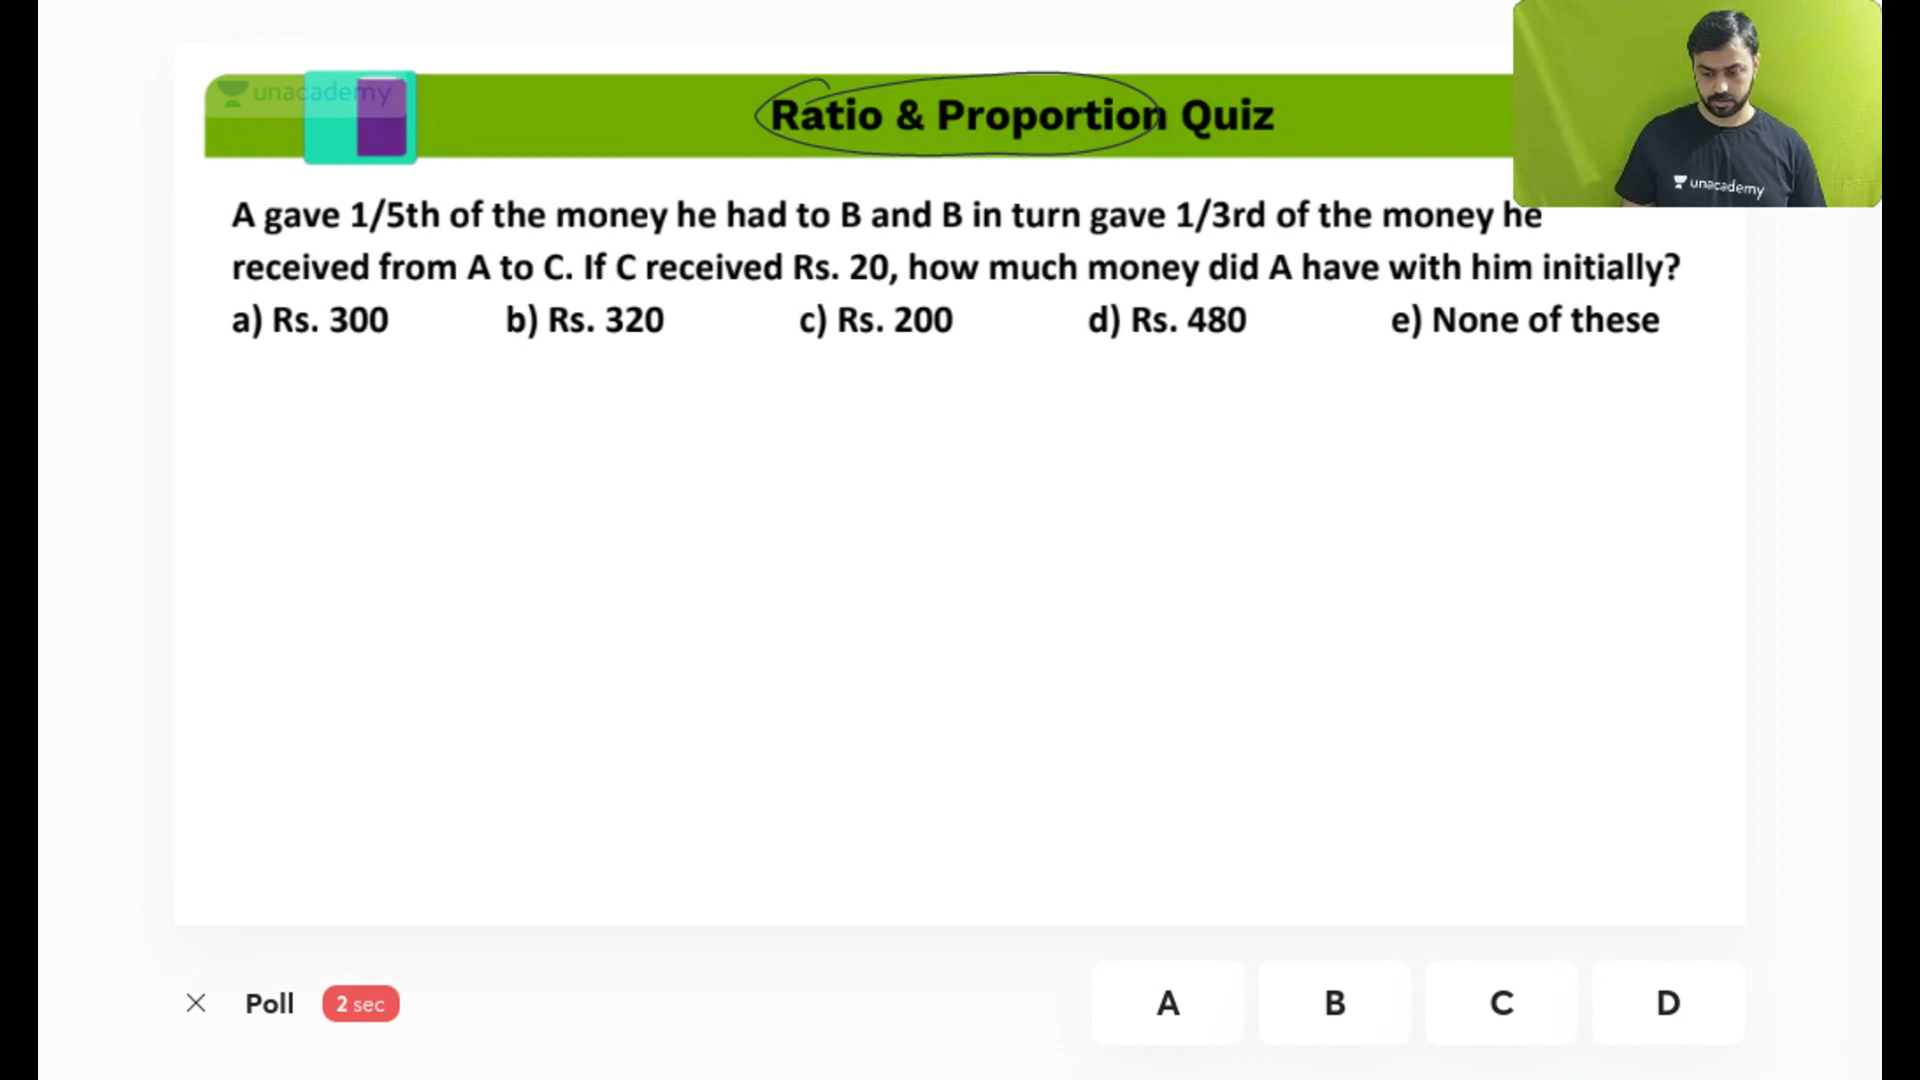 unacademy
Ratio & Proportion Quiz
unacademy
A gave 1/5th of the money he had to B and B in turn gave 1/3rd of the money he
received from A to C. If C received Rs. 20, how much money did A have with him initially?
a) Rs. 300 b) Rs. 320 c) Rs. 200 d) Rs. 480 e) None of these
Poll 2 sec A B C D